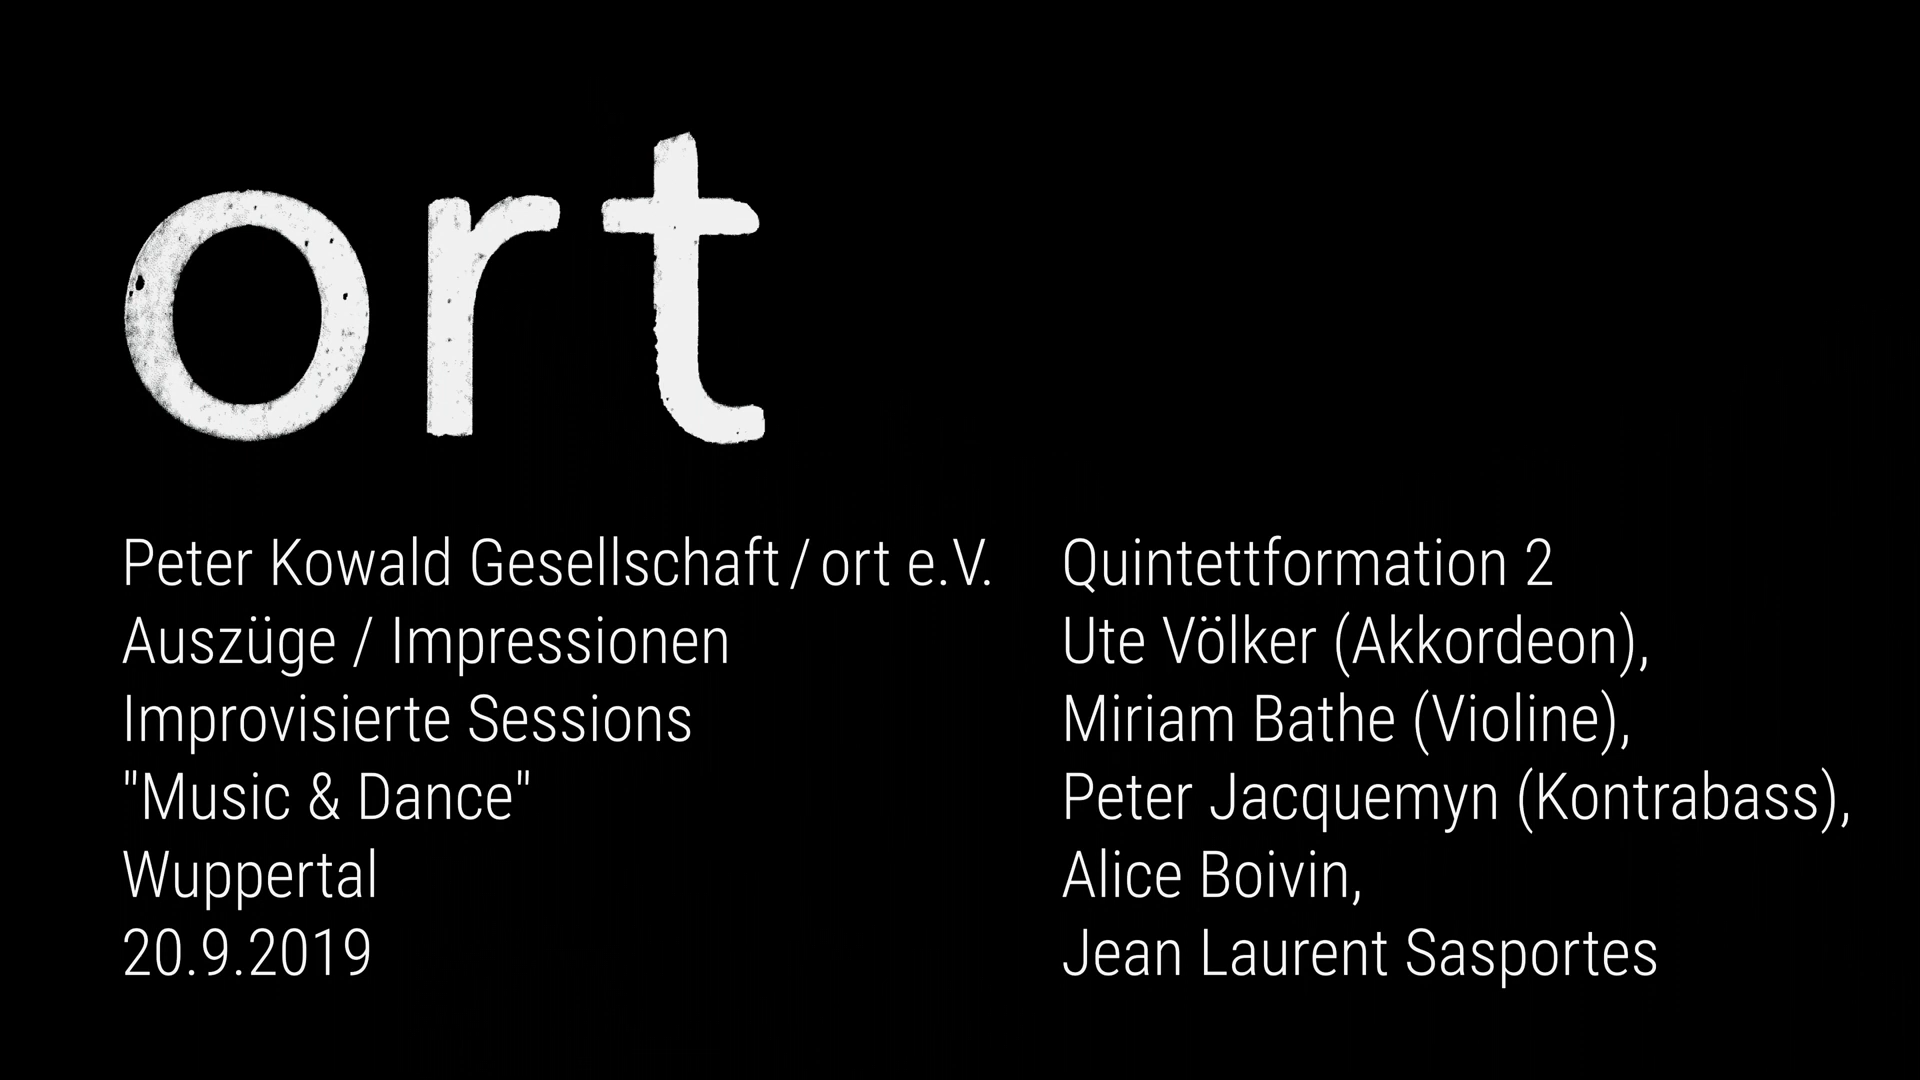 ort
Peter Kowald Gesellschaft / ort e.V.
Auszüge / Impressionen
Improvisierte Sessions
"Music & Dance"
Wuppertal
20.9.2019
Quintettformation 2
Ute Völker (Akkordeon),
Miriam Bathe (Violine),
Peter Jacquemyn (Kontrabass),
Alice Boivin,
Jean Laurent Sasportes